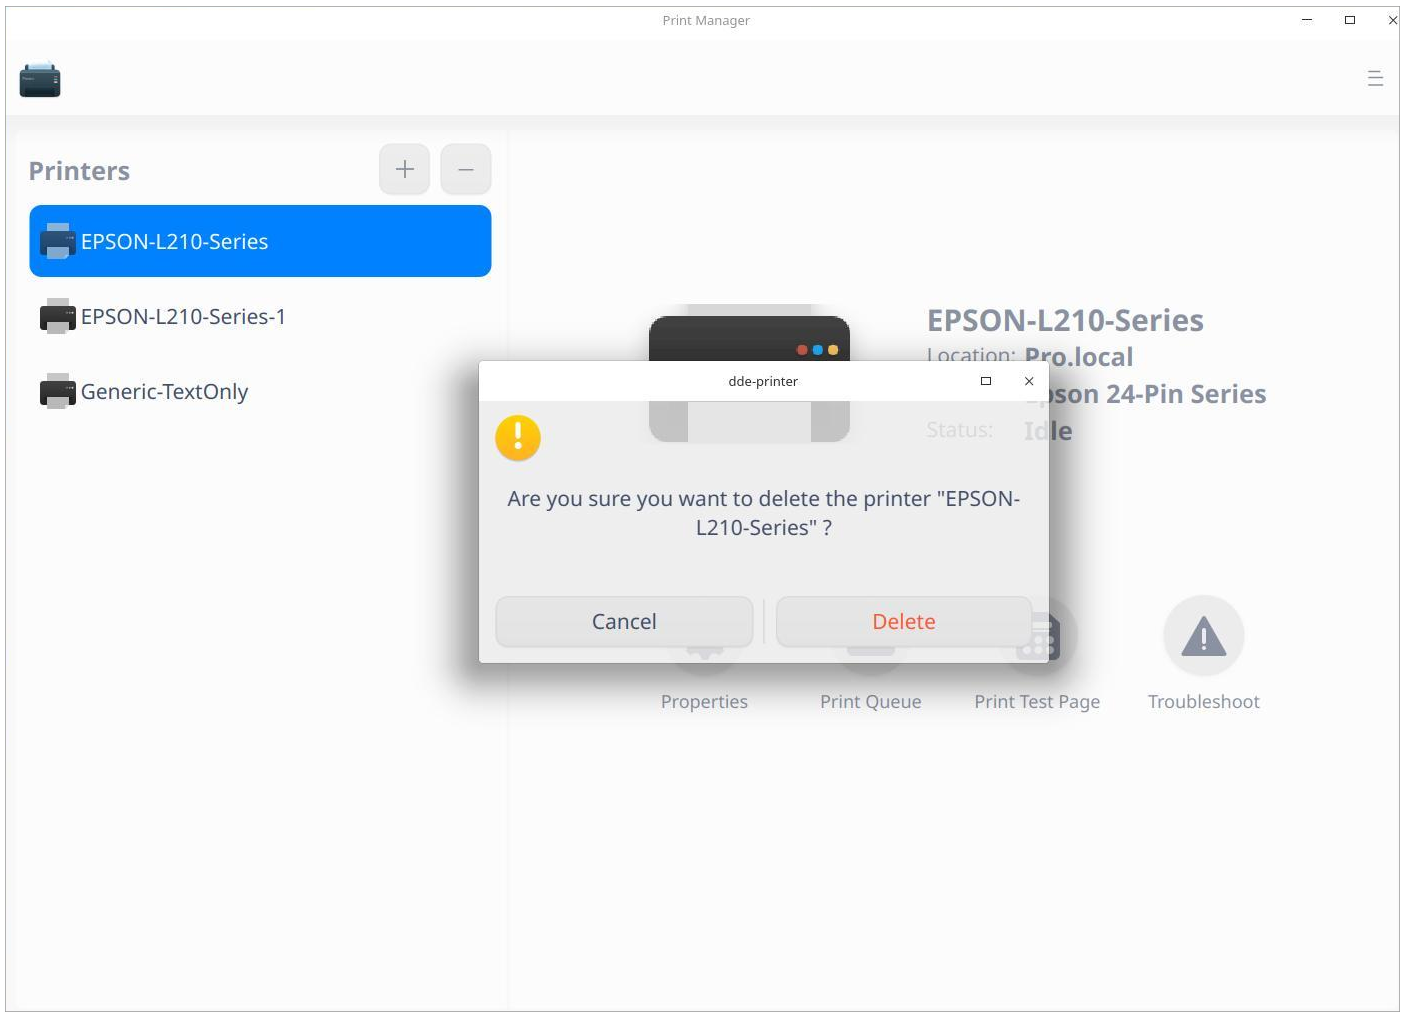 Print Manager
Printers
EPSON-L210-Series
EPSON-L210-Series-1
Generic-TextOnly
EPSON-L210-Series
Location: Pro.local
Epson 24-Pin Series
Status: Idle
dde-printer
Are you sure you want to delete the printer "EPSON-
L210-Series" ?
Cancel
Delete
Properties
Print Queue
Print Test Page
Troubleshoot